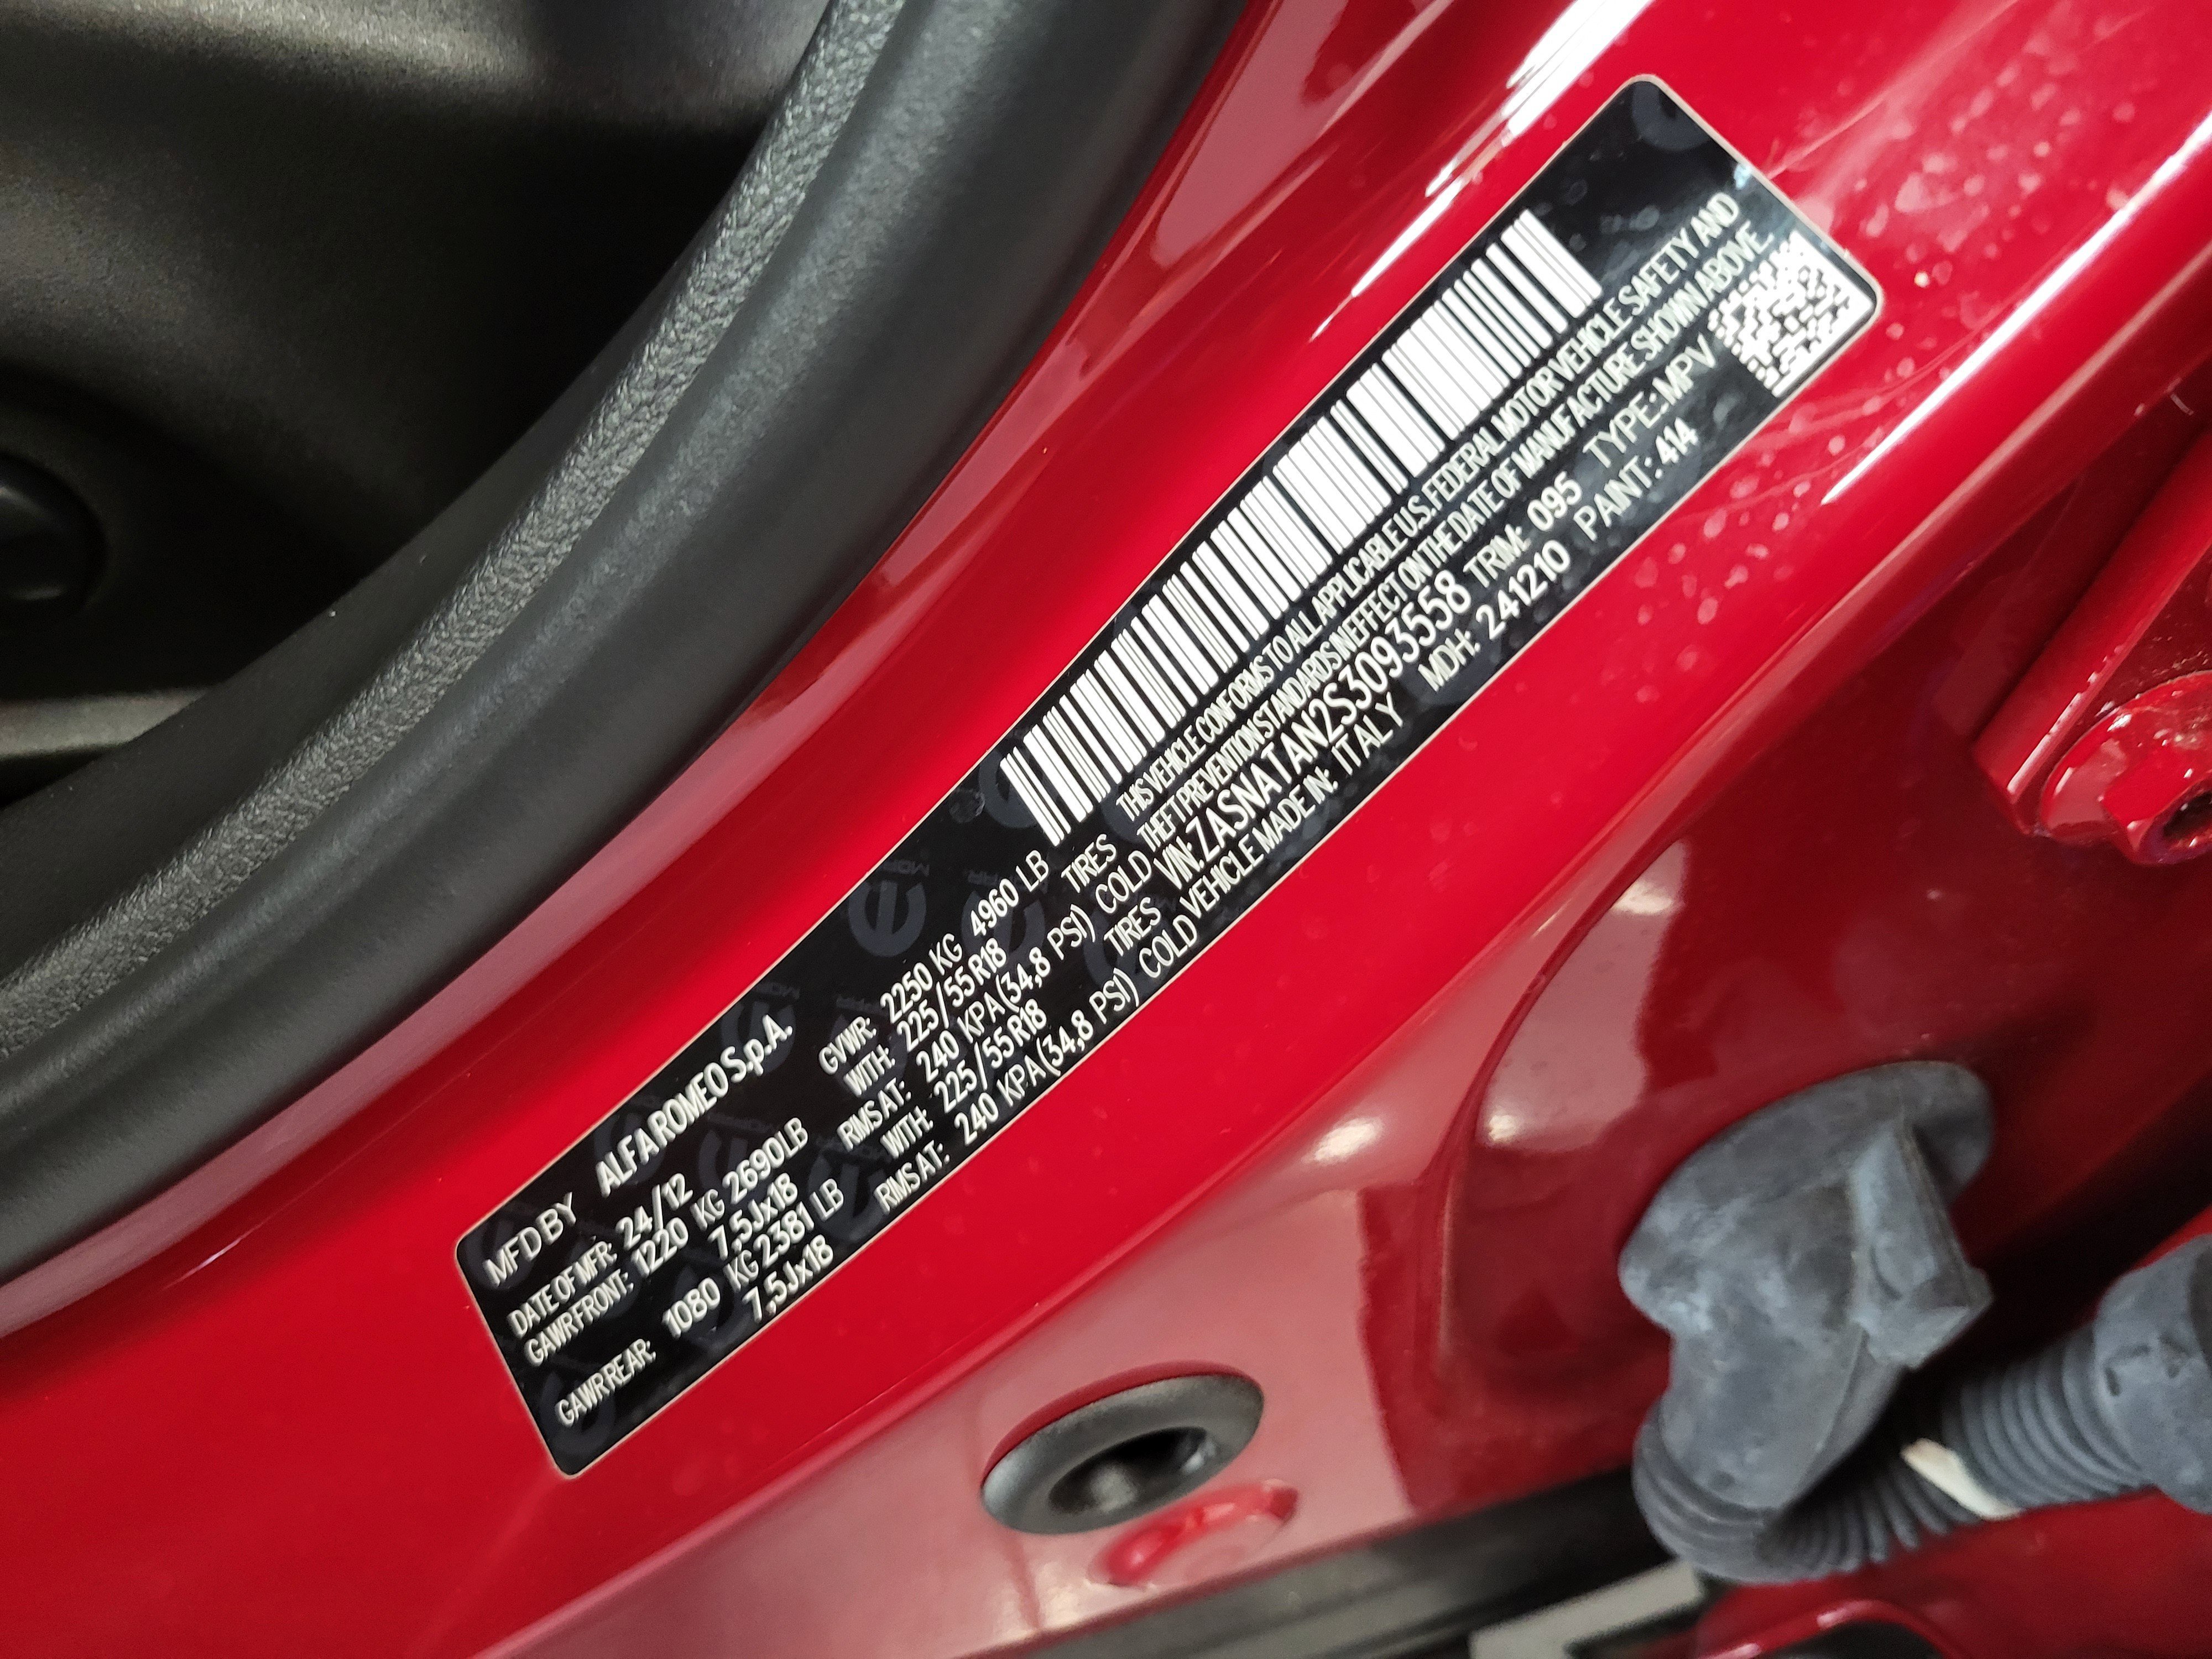 MFD BY ALFA ROMEO S.p.A.
DATE OF MFR: 24/12 GVWR: 2250 KG 4960 LB
GAWR FRONT: 1220 KG 2690 LB WITH: 225/55R18 TIRES
7,5Jx18 RIMS AT: 240 KPA(34,8 PSI) COLD
GAWR REAR: 1080 KG 2381 LB WITH: 225/55R18 TIRES
7,5Jx18 RIMS AT: 240 KPA(34,8 PSI) COLD
THIS VEHICLE CONFORMS TO ALL APPLICABLE U.S. FEDERAL MOTOR VEHICLE SAFETY AND
THEFT PREVENTION STANDARDS IN EFFECT ON THE DATE OF MANUFACTURE SHOWN ABOVE.
VIN: ZASNATAN2S3093558 TRIM: 095 TYPE: MPV
VEHICLE MADE IN: ITALY MDH: 241210 PAINT: 414